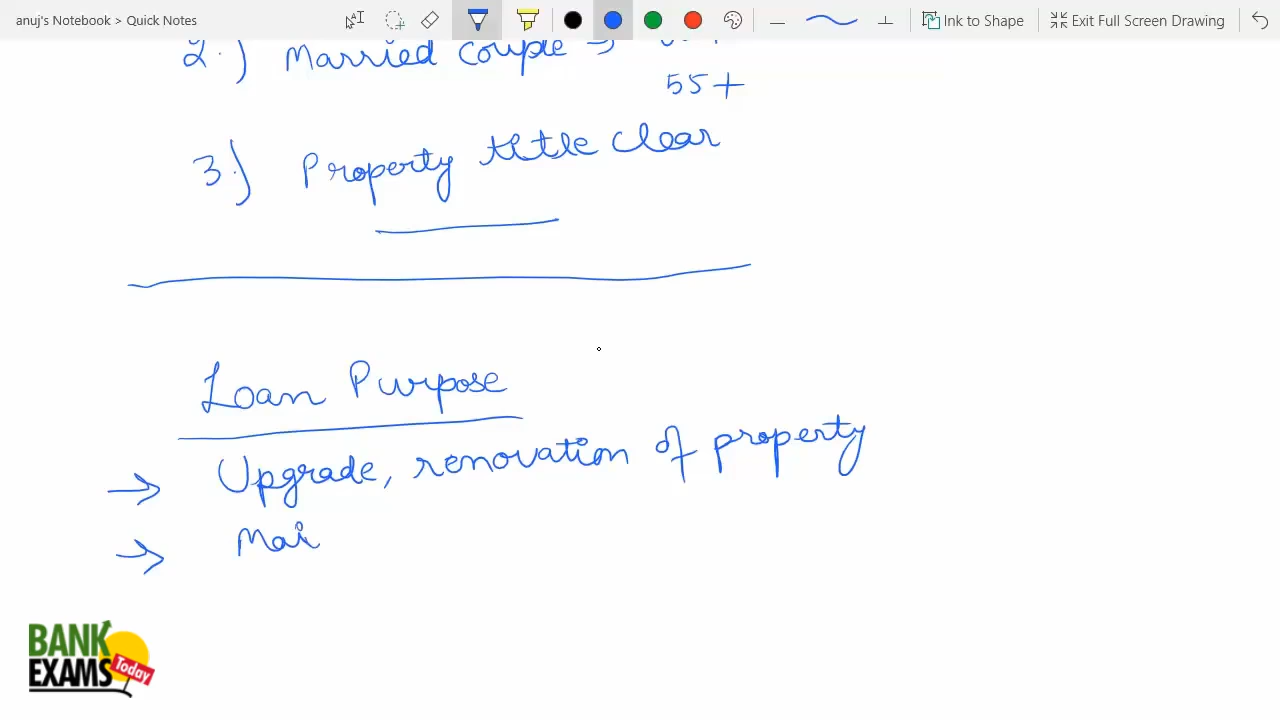 anuj's Notebook > Quick Notes
Ink to Shape
Exit Full Screen Drawing
2.) Married Couple →
55+
3.) Property title clear
Loan Purpose
→ Upgrade, renovation of property
→ Mai
BANK
EXAMS
Today